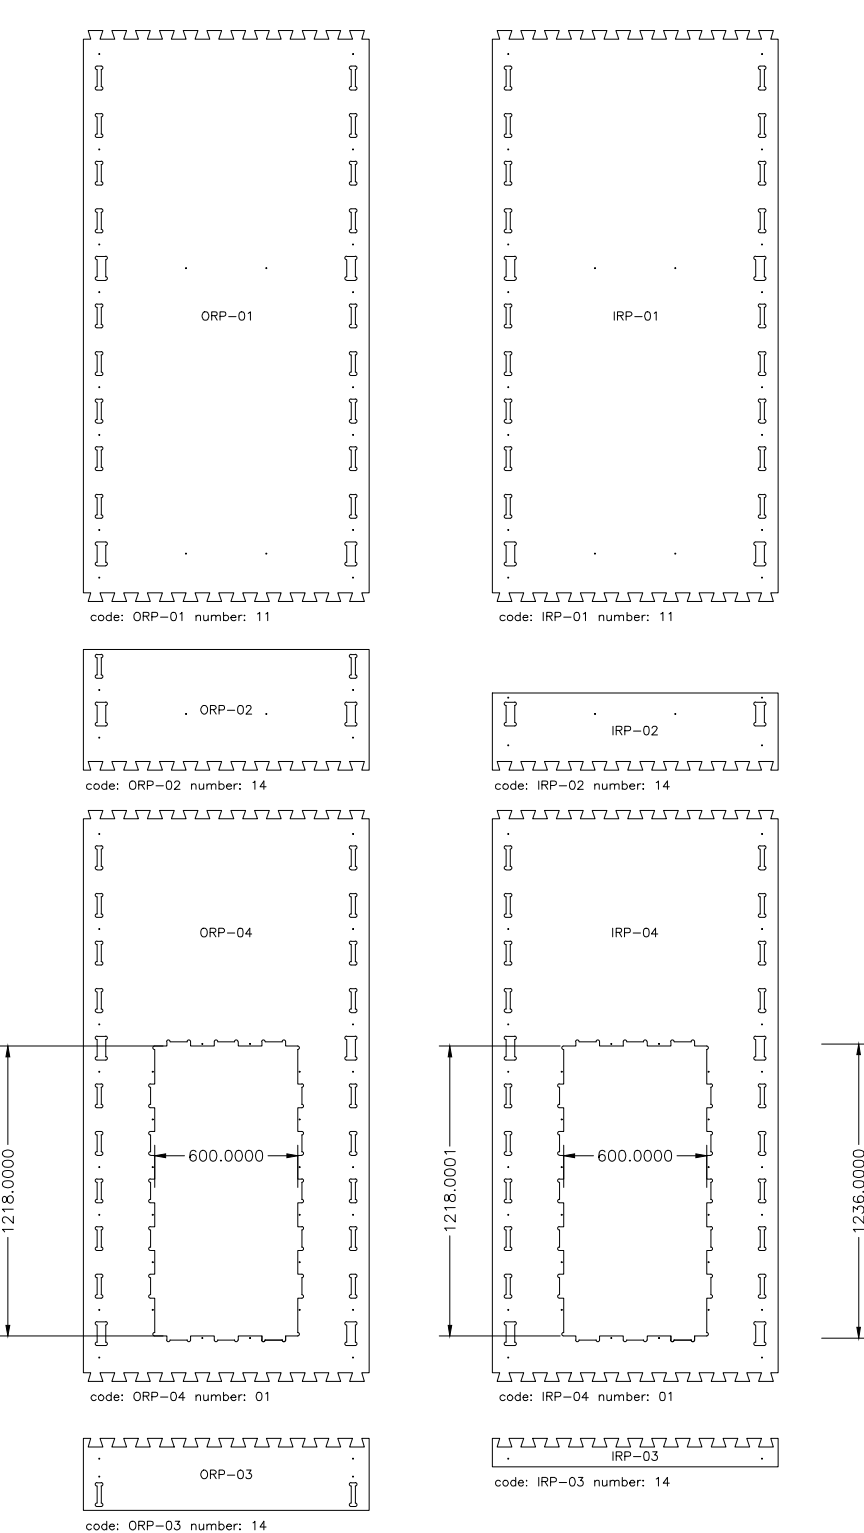 ORP-01
IRP-01
code: ORP-01 number: 11
code: IRP-01 number: 11
ORP-02
IRP-02
code: ORP-02 number: 14
code: IRP-02 number: 14
ORP-04
IRP-04
600.0000
600.0000
1218.0000
1218.0001
1236.0000
code: ORP-04 number: 01
code: IRP-04 number: 01
ORP-03
IRP-03
code: IRP-03 number: 14
code: ORP-03 number: 14